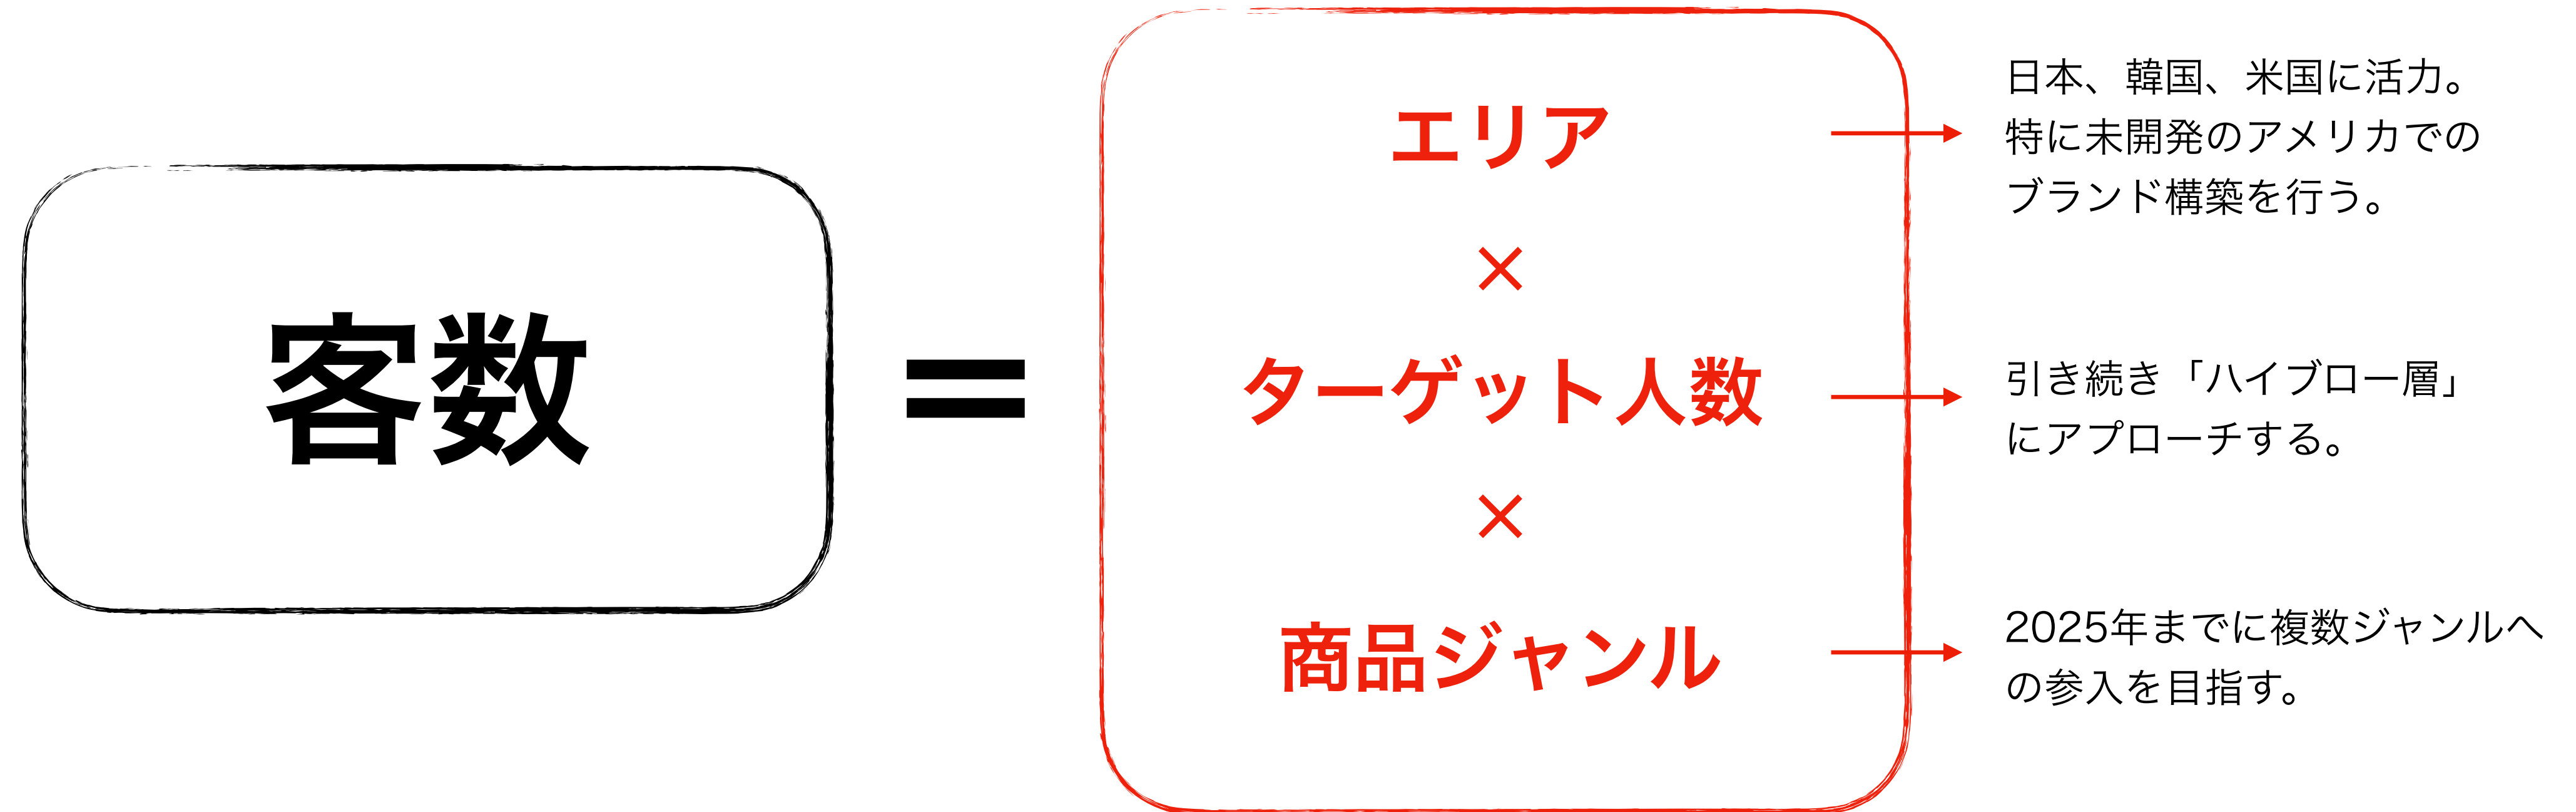 客数
＝
エリア
×
ターゲット人数
×
商品ジャンル
日本、韓国、米国に活力。
特に未開発のアメリカでの
ブランド構築を行う。
引き続き「ハイブロー層」
にアプローチする。
2025年までに複数ジャンルへ
の参入を目指す。